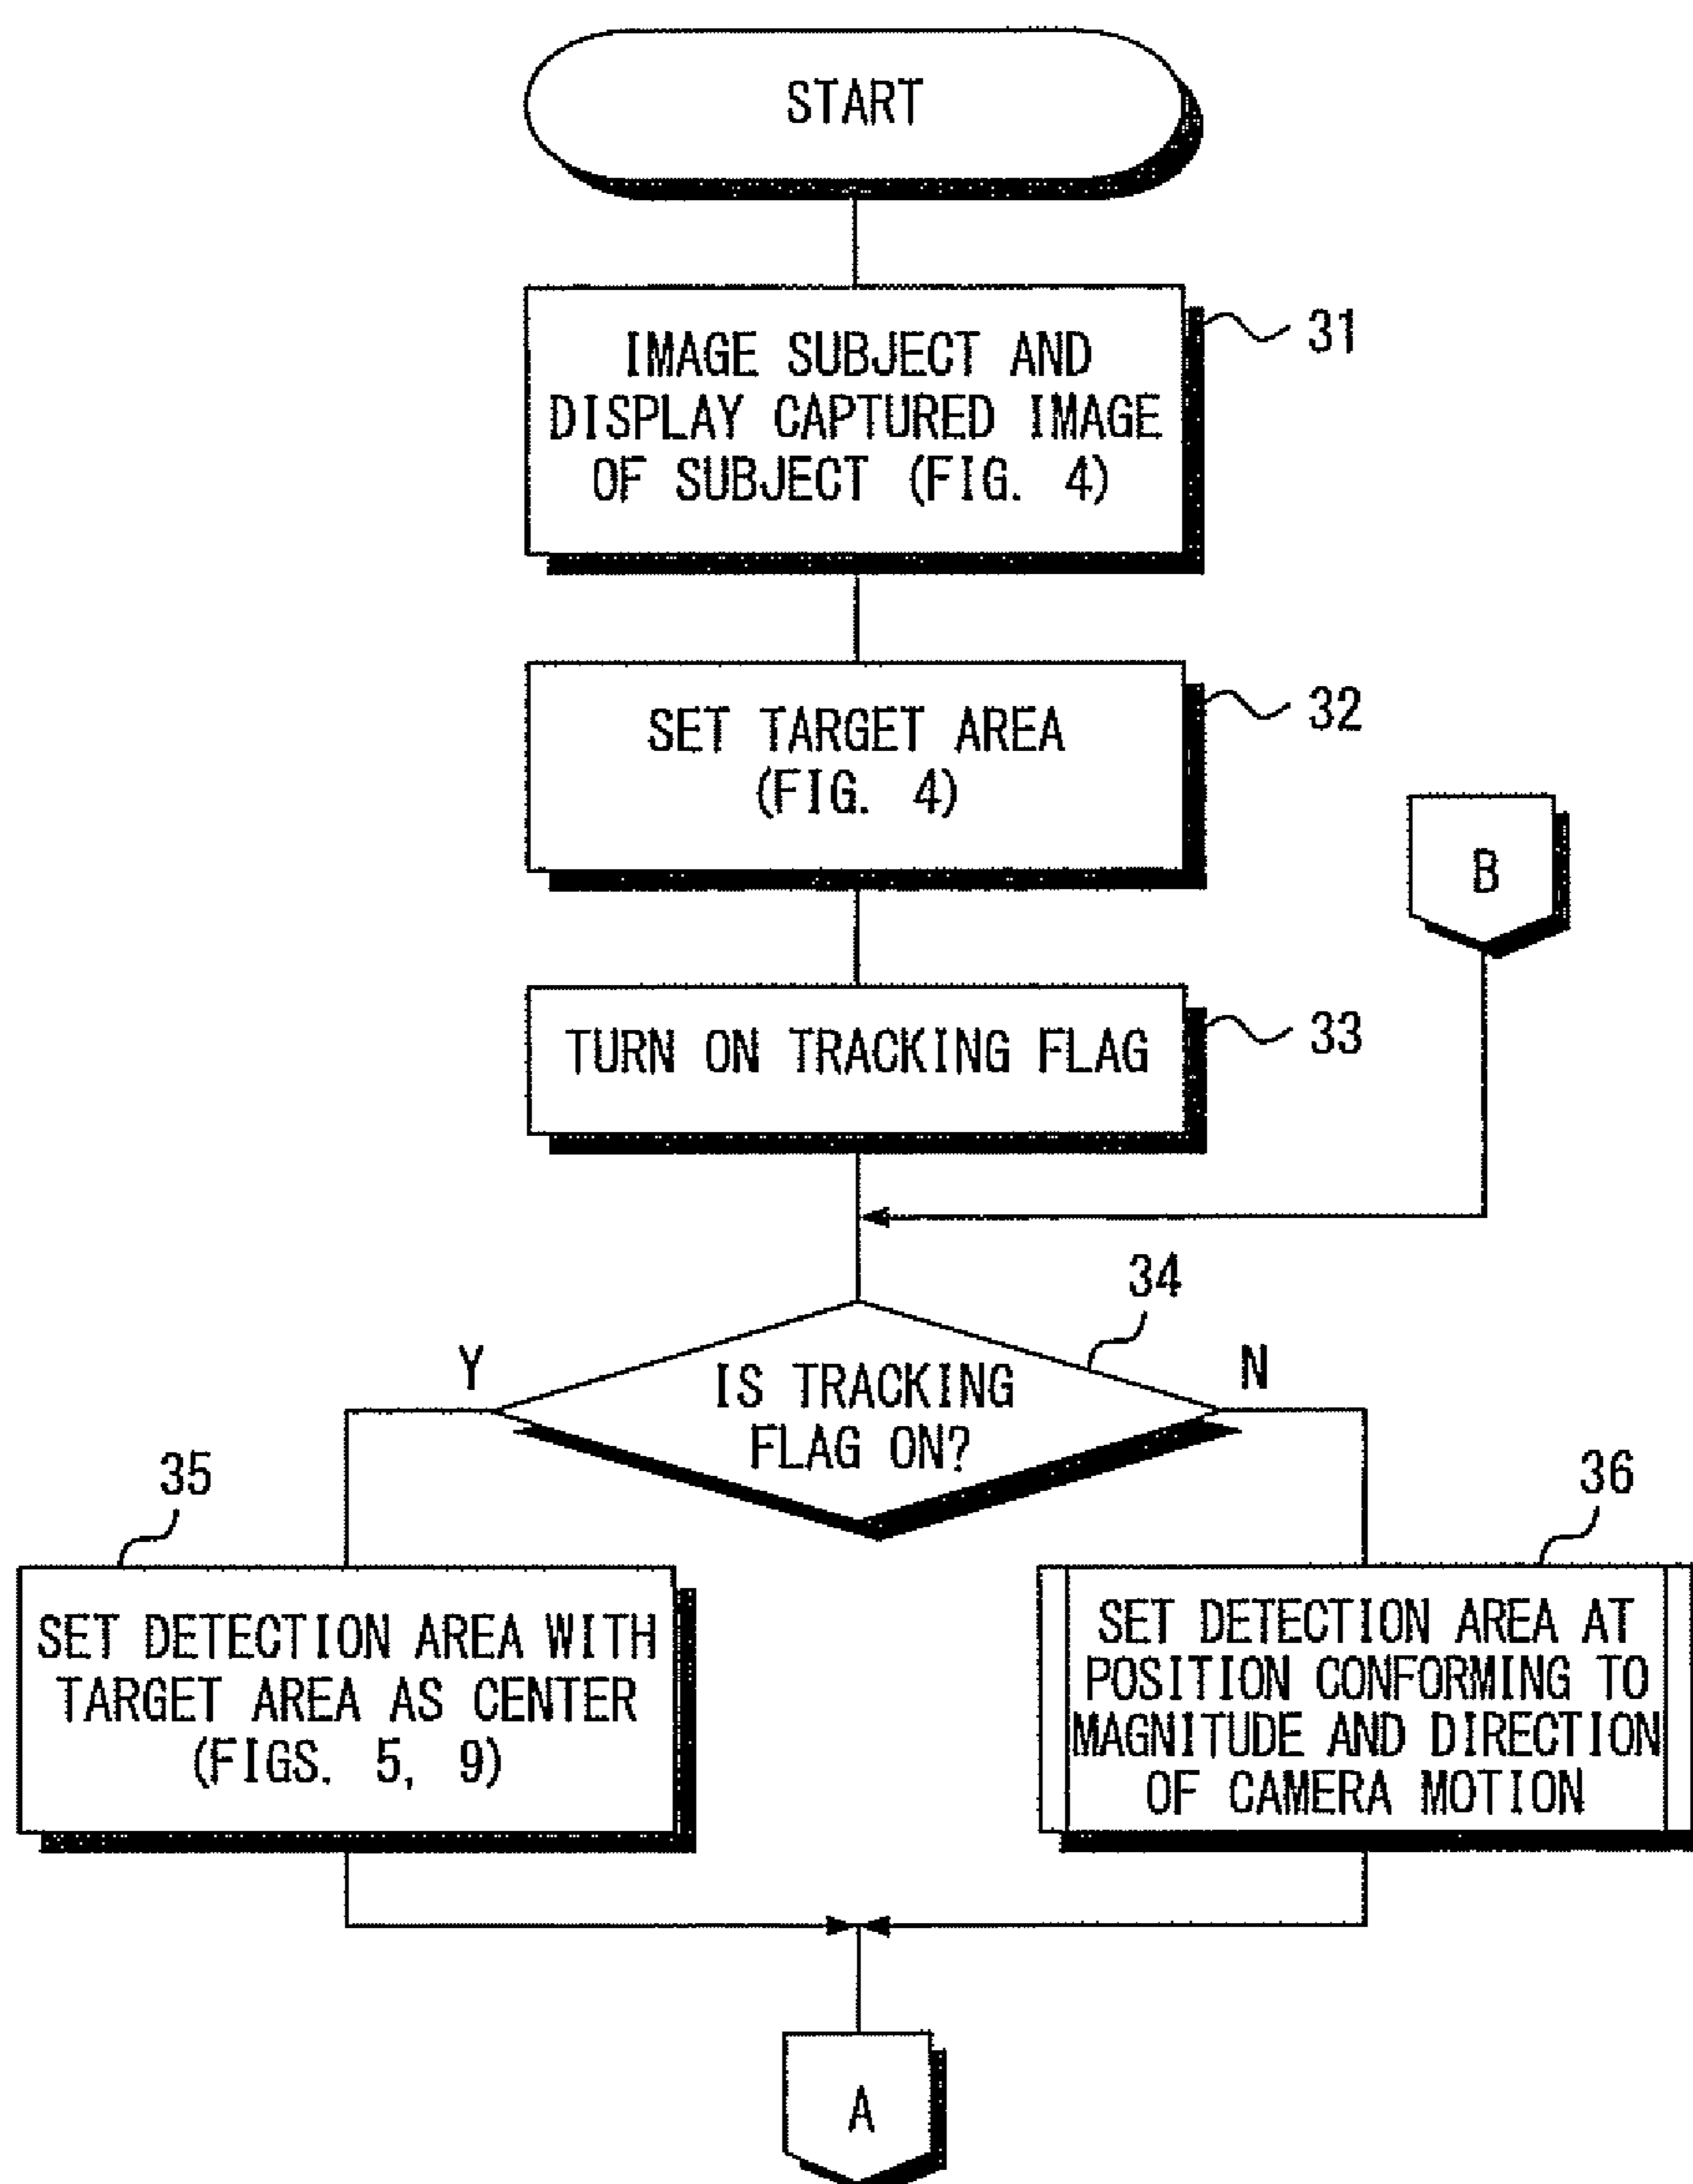 START
IMAGE SUBJECT AND
DISPLAY CAPTURED IMAGE
OF SUBJECT (FIG. 4)
31
SET TARGET AREA
(FIG. 4)
32
B
TURN ON TRACKING FLAG
33
34
Y
IS TRACKING
FLAG ON?
N
35
SET DETECTION AREA WITH
TARGET AREA AS CENTER
(FIGS. 5, 9)
36
SET DETECTION AREA AT
POSITION CONFORMING TO
MAGNITUDE AND DIRECTION
OF CAMERA MOTION
A